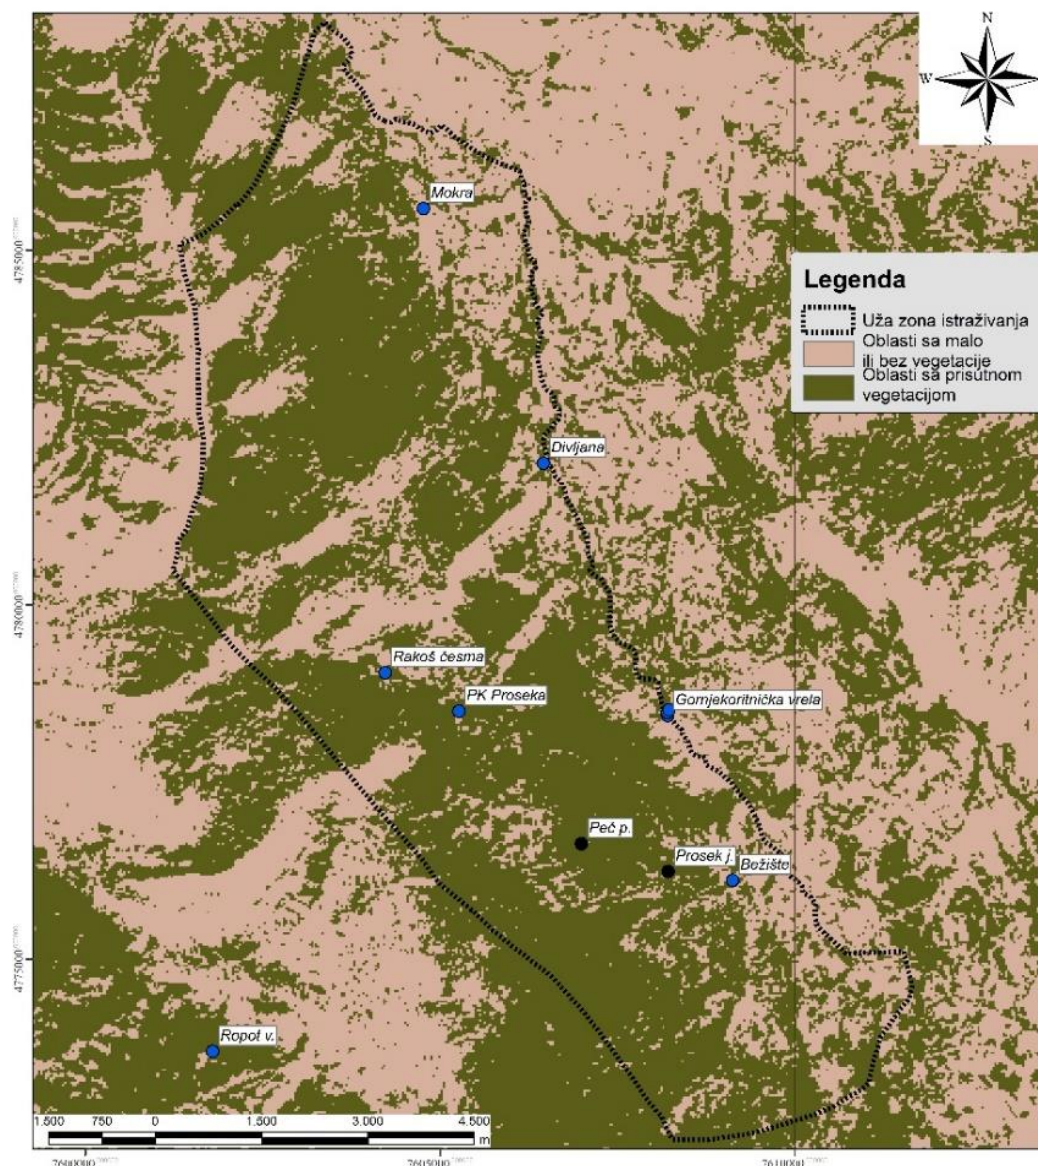 N
W
S
Mokra
4785000
Legenda
Uža zona istraživanja
Oblasti sa malo
ili bez vegetacije
Oblasti sa prisutnom
vegetacijom
Divljana
4780000
Rakoš česma
PK Proseka
Gornjekoritnička vrela
Peč p.
Prosek j.
Bežište
4775000
Ropot v.
1.500 750 0 1.500 3.000 4.500
m
7600000 7605000 7610000